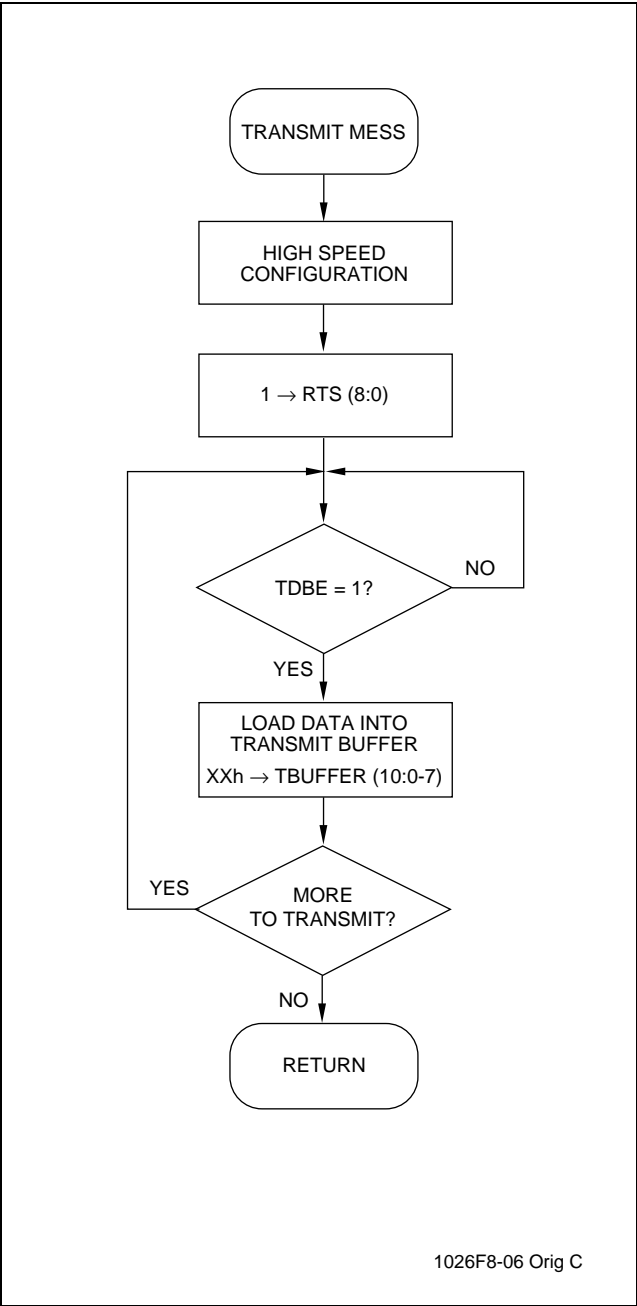 TRANSMIT MESS
HIGH SPEED
CONFIGURATION
1 → RTS (8:0)
TDBE = 1?
NO
YES
LOAD DATA INTO
TRANSMIT BUFFER
XXh → TBUFFER (10:0-7)
YES
MORE
TO TRANSMIT?
NO
RETURN
1026F8-06 Orig C